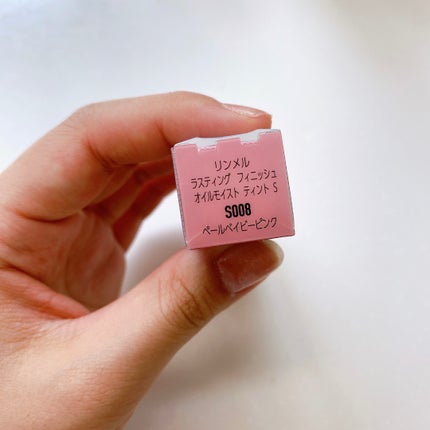 リンメル
ラスティング フィニッシュ
オイルモイスト ティント S
S008
ペールベイビーピンク